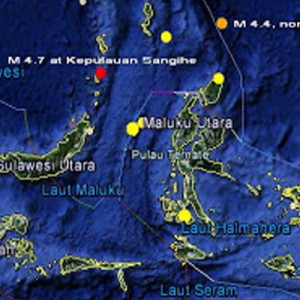 M 4.4, nor
M 4.7 at Kepulauan Sangihe
wesi
Maluku Utara
Pulau Ternate
Sulawesi Utara
Laut Maluku
Laut Halmahera
an
Laut Seram